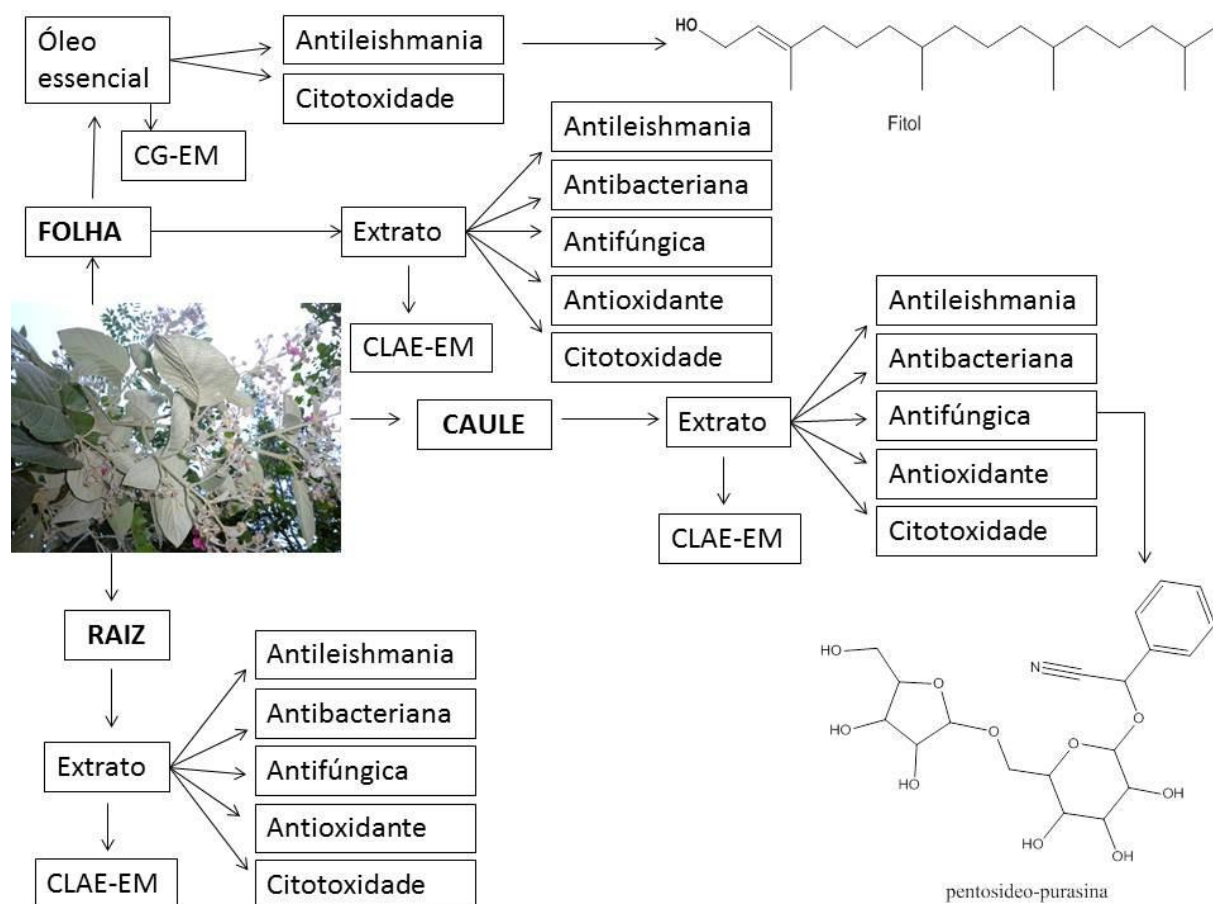 Óleo
essencial
Antileishmania
Citotoxidade
CG-EM
HO
Fitol
FOLHA
Extrato
Antileishmania
Antibacteriana
Antifúngica
Antioxidante
Citotoxidade
CLAE-EM
CAULE
Extrato
Antileishmania
Antibacteriana
Antifúngica
Antioxidante
Citotoxidade
CLAE-EM
RAIZ
Extrato
Antileishmania
Antibacteriana
Antifúngica
Antioxidante
Citotoxidade
CLAE-EM
HO
O
HO
HO
O
N
O
O
OH
HO
OH
pentosideo-purasina